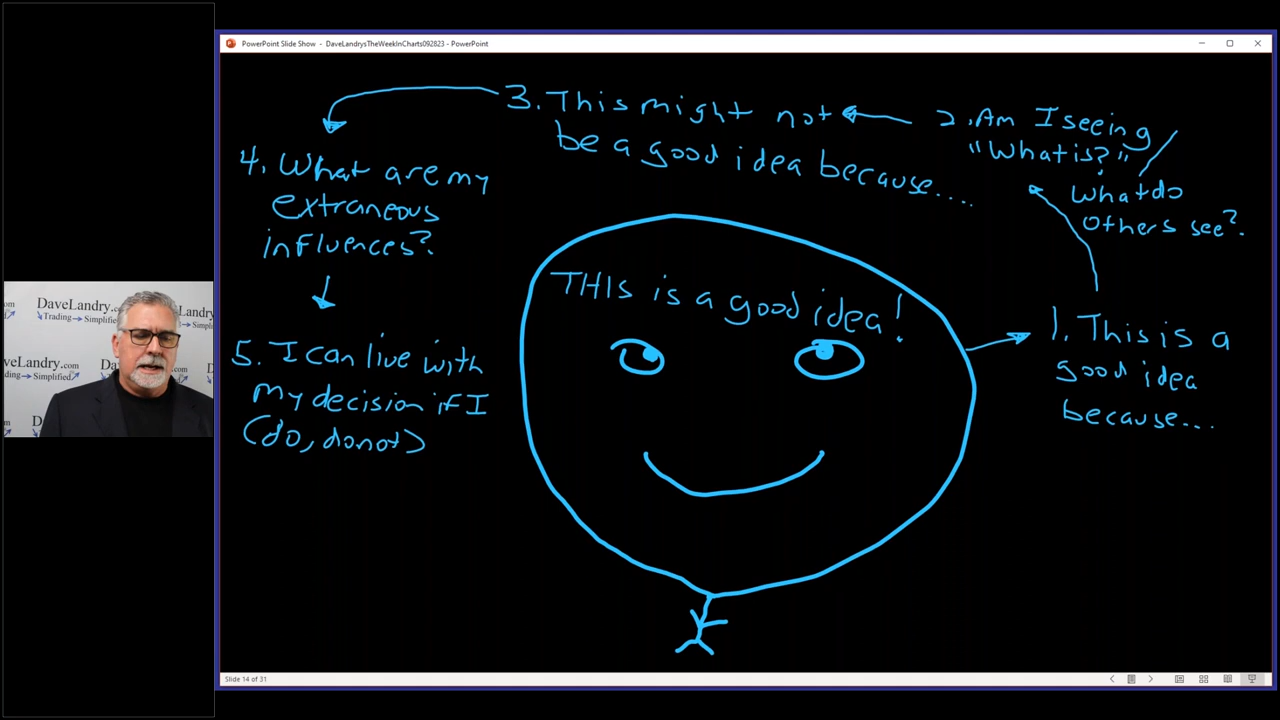 PowerPoint Slide Show - DaveLandrysTheWeekInCharts092823 - PowerPoint
3. This might not
be a good idea because....
2. Am I seeing
"What is?" /
What do
others see?
4. What are my
extraneous
influences?
THIS is a good idea!
1. This is a
good idea
because...
5. I can live with
my decision if I
(do, donot)
DaveLandry.com
Trading Simplified
Slide 14 of 31